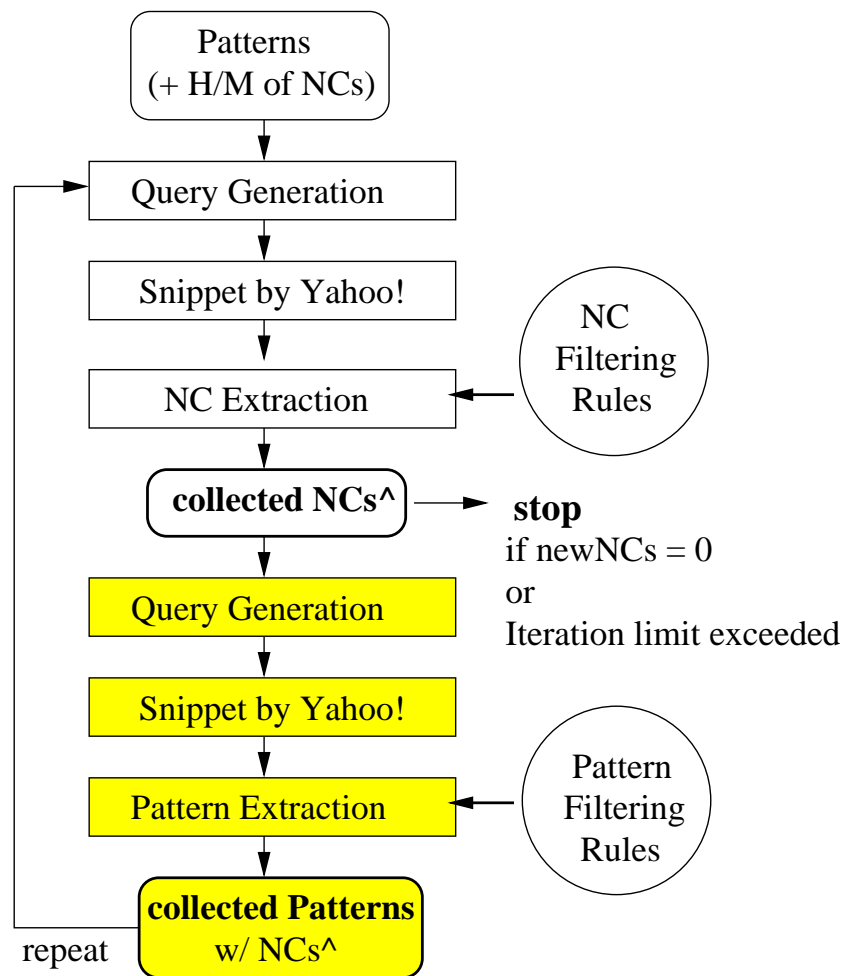 Patterns
(+ H/M of NCs)
Query Generation
Snippet by Yahoo!
NC
Filtering
Rules
NC Extraction
collected NCs^
stop
if newNCs = 0
or
Iteration limit exceeded
Query Generation
Snippet by Yahoo!
Pattern Extraction
Pattern
Filtering
Rules
collected Patterns
w/ NCs^
repeat